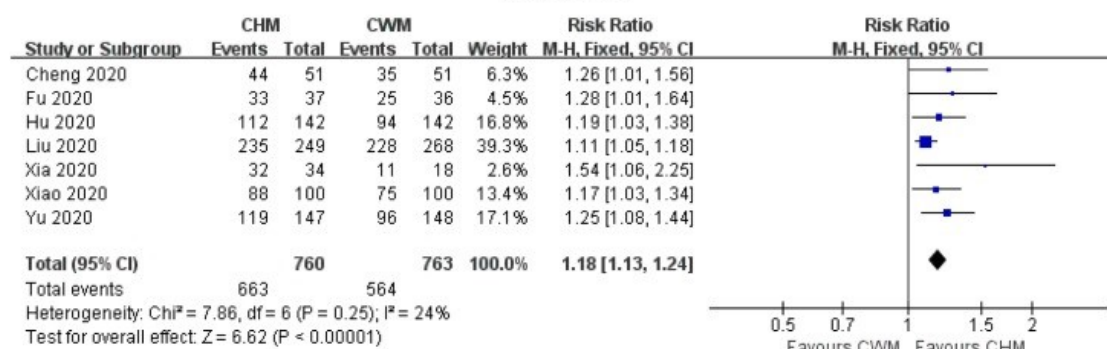 CHM CWM Risk Ratio Risk Ratio
Study or Subgroup Events Total Events Total Weight M-H, Fixed, 95% CI M-H, Fixed, 95% CI
Cheng 2020 44 51 35 51 6.3% 1.26 [1.01, 1.56]
Fu 2020 33 37 25 36 4.5% 1.28 [1.01, 1.64]
Hu 2020 112 142 94 142 16.8% 1.19 [1.03, 1.38]
Liu 2020 235 249 228 268 39.3% 1.11 [1.05, 1.18]
Xia 2020 32 34 11 18 2.6% 1.54 [1.06, 2.25]
Xiao 2020 88 100 75 100 13.4% 1.17 [1.03, 1.34]
Yu 2020 119 147 96 148 17.1% 1.25 [1.08, 1.44]
Total (95% CI) 760 763 100.0% 1.18 [1.13, 1.24]
Total events 663 564
Heterogeneity: Chi² = 7.86, df = 6 (P = 0.25); I² = 24%
Test for overall effect: Z = 6.62 (P < 0.00001)
0.5 0.7 1 1.5 2
Favours CWM Favours CHM